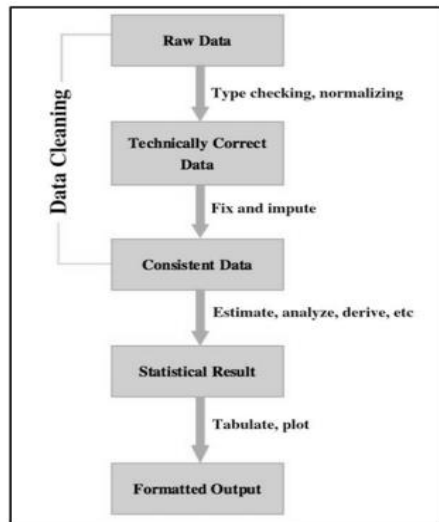 Raw Data
Type checking, normalizing
Technically Correct
Data
Data Cleaning
Fix and impute
Consistent Data
Estimate, analyze, derive, etc
Statistical Result
Tabulate, plot
Formatted Output